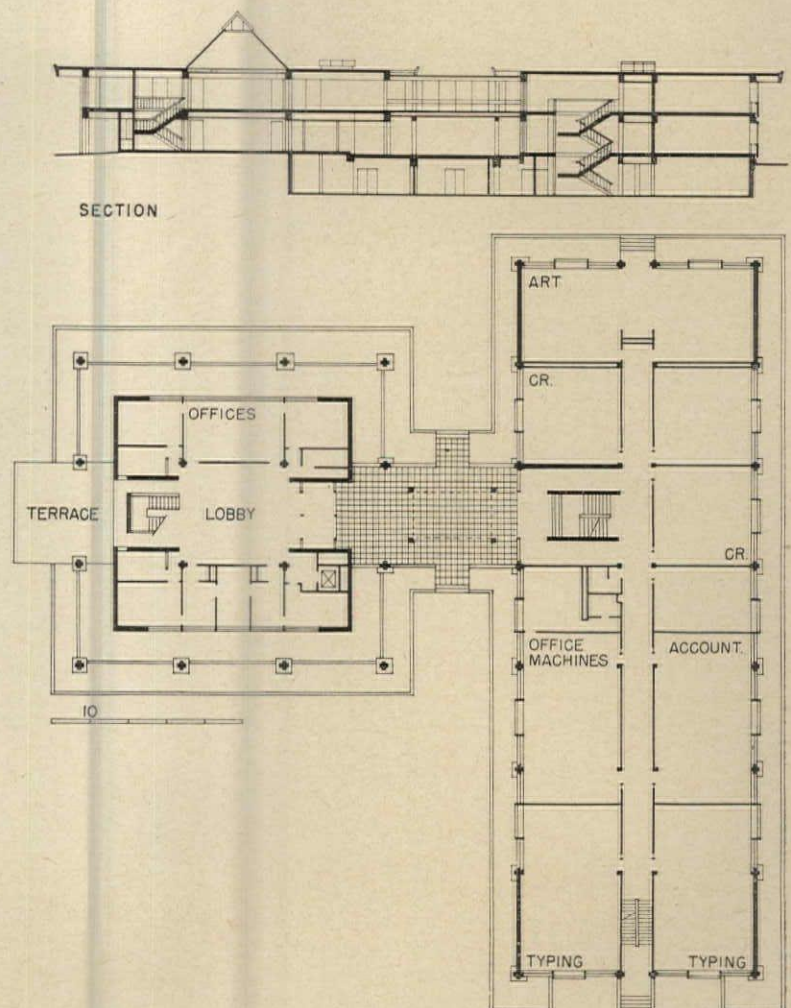 SECTION
ART
CR.
OFFICES
TERRACE
LOBBY
CR.
OFFICE
MACHINES
ACCOUNT.
10
TYPING
TYPING